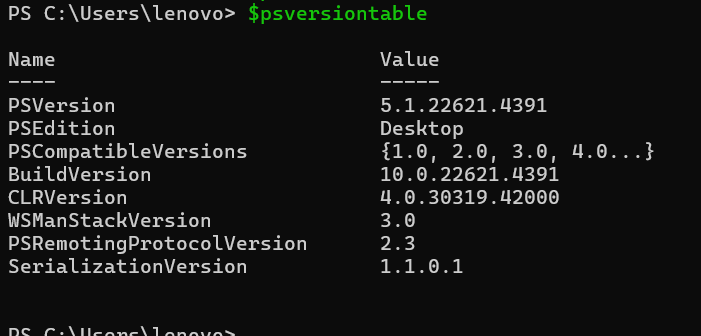 PS C:\Users\lenovo> $psversiontable
Name Value
---- -----
PSVersion 5.1.22621.4391
PSEdition Desktop
PSCompatibleVersions {1.0, 2.0, 3.0, 4.0...}
BuildVersion 10.0.22621.4391
CLRVersion 4.0.30319.42000
WSManStackVersion 3.0
PSRemotingProtocolVersion 2.3
SerializationVersion 1.1.0.1
PS C:\Users\lenovo>